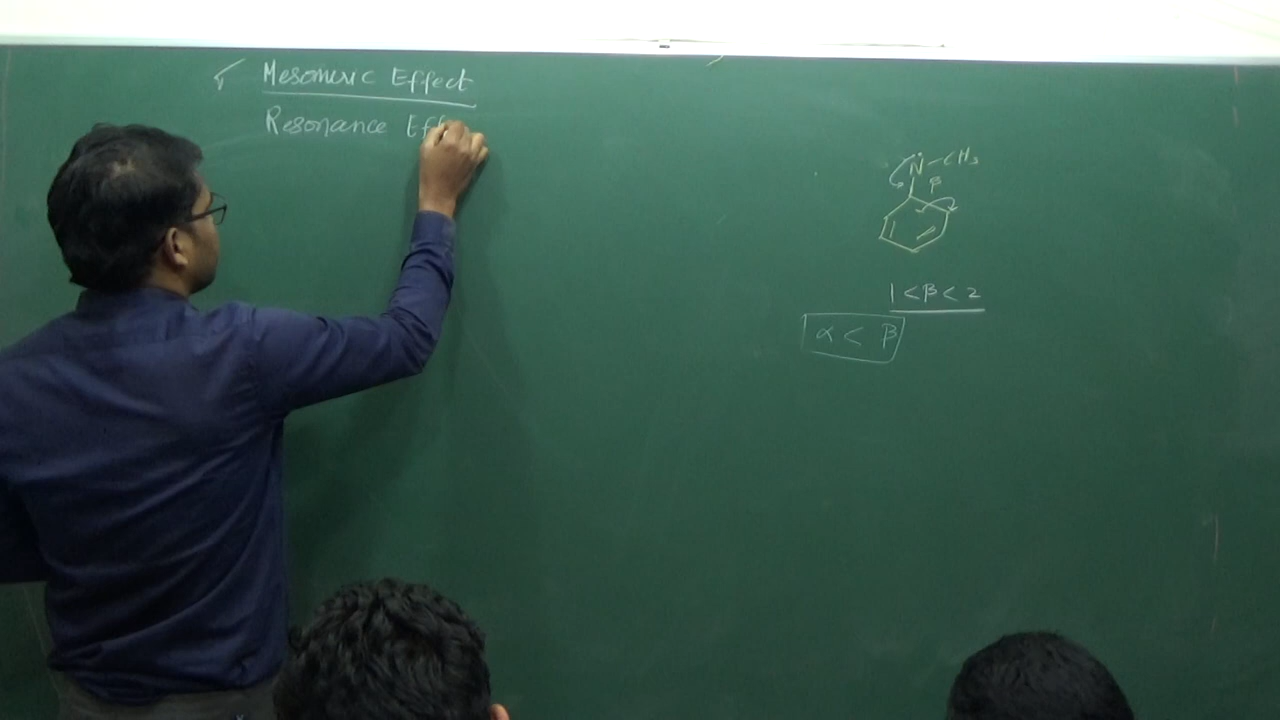 Mesomeric Effect
Resonance Eff
N-CH3
β
1 < β < 2
α < β